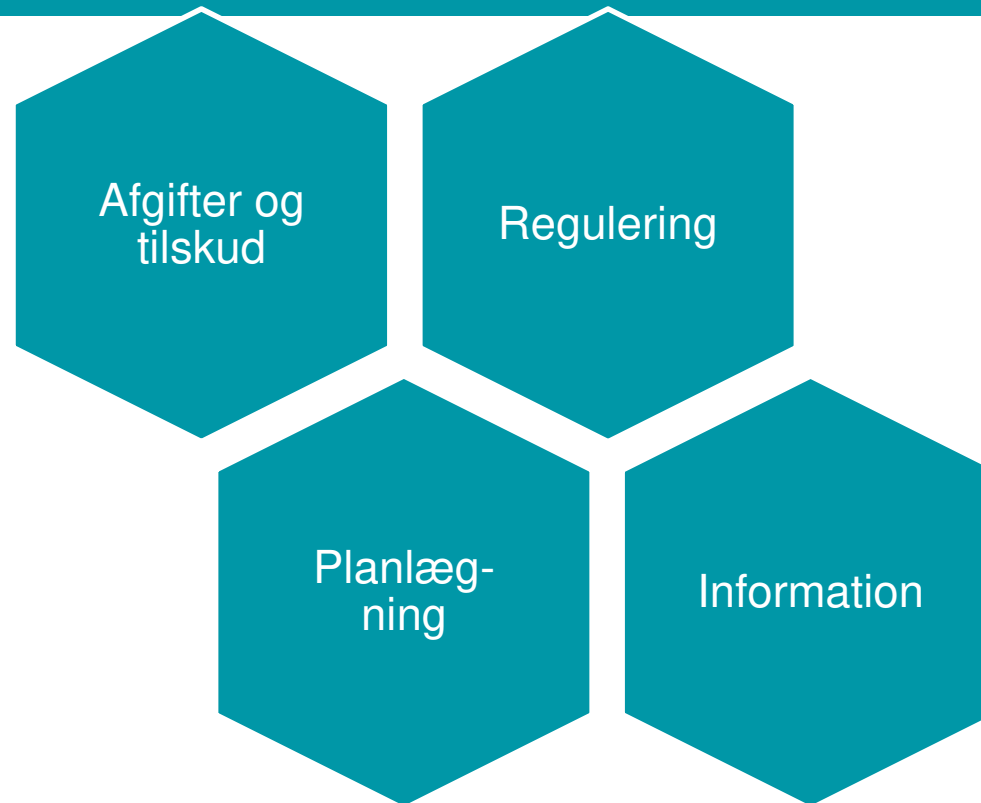 Afgifter og
tilskud
Regulering
Planlæg-
ning
Information